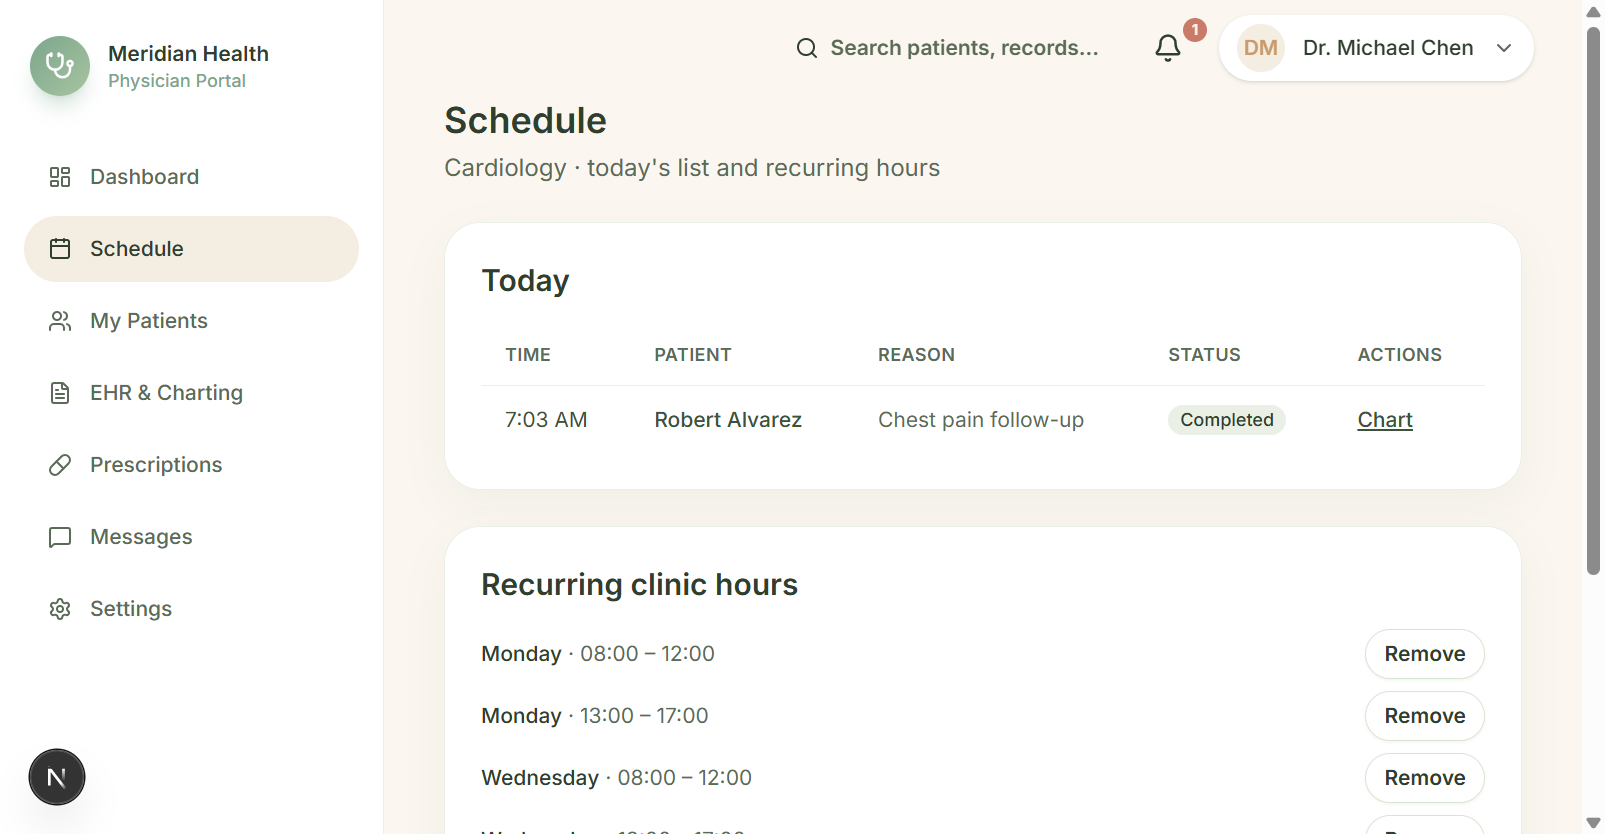 Meridian Health
Physician Portal
Dashboard
Schedule
My Patients
EHR & Charting
Prescriptions
Messages
Settings
N
Search patients, records...
1
DM
Dr. Michael Chen
Schedule
Cardiology · today's list and recurring hours
Today
TIME PATIENT REASON STATUS ACTIONS
7:03 AM Robert Alvarez Chest pain follow-up Completed Chart
Recurring clinic hours
Monday · 08:00 – 12:00 Remove
Monday · 13:00 – 17:00 Remove
Wednesday · 08:00 – 12:00 Remove